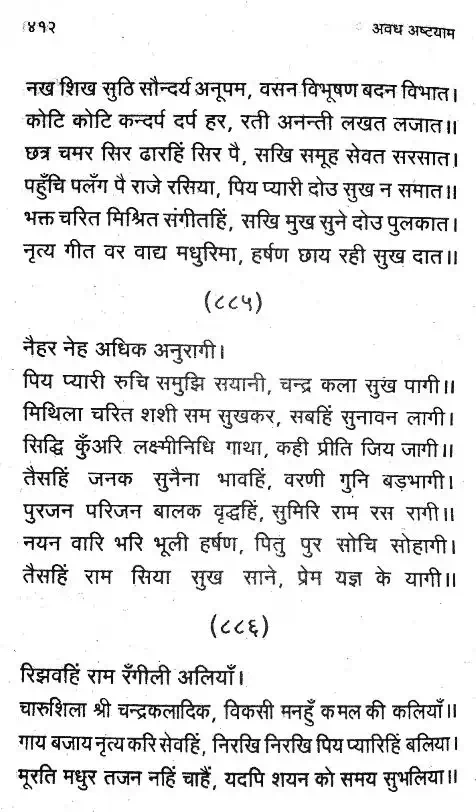 ४१२ अवध अष्टयाम
नख शिख सुठि सौन्दर्य अनूपम, वसन विभूषण बदन विभात।
कोटि कोटि कन्दर्प दर्प हर, रती अनन्ती लखत लजात॥
छत्र चमर सिर ढारहिं सिर पै, सखि समूह सेवत सरसात।
पहुँचि पलँग पै राजे रसिया, पिय प्यारी दोउ सुख न समात॥
भक्त चरित मिश्रित संगीतहिं, सखि मुख सुने दोउ पुलकात।
नृत्य गीत वर वाद्य मधुरिमा, हर्षण छाय रही सुख दात॥
(८८५)
नैहर नेह अधिक अनुरागी।
पिय प्यारी रुचि समुझि सयानी, चन्द्र कला सुख पागी॥
मिथिला चरित शशी सम सुखकर, सबहिं सुनावन लागी।
सिद्धि कुँअरि लक्ष्मीनिधि गाथा, कही प्रीति जिय जागी॥
तैसहिं जनक सुनैना भावहिं, वरणी गुनि बड़भागी।
पुरजन परिजन बालक वृद्धहिं, सुमिरि राम रस रागी॥
नयन वारि भरि भूली हर्षण, पितु पुर सोचि सोहागी।
तैसहिं राम सिया सुख साने, प्रेम यज्ञ के यागी॥
(८८६)
रिझवहिं राम रँगीली अलियाँ।
चारुशिला श्री चन्द्रकलादिक, विकसी मनहुँ कमल की कलियाँ॥
गाय बजाय नृत्य करि सेवहिं, निरखि निरखि पिय प्यारिहिं बलिया।
मूरति मधुर तजन नहिं चाहैं, यदपि शयन को समय सुभलिया॥